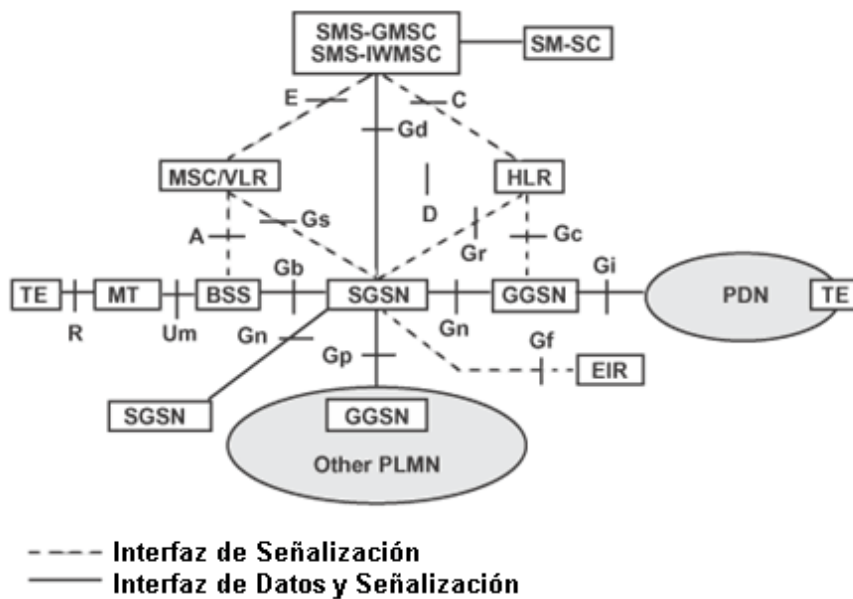 SMS-GMSC
SMS-IWMSC
SM-SC
E
C
Gd
MSC/VLR
HLR
D
Gs
A
Gr
Gc
Gb
Gi
TE
MT
BSS
SGSN
GGSN
PDN
TE
R
Um
Gn
Gn
Gp
Gf
EIR
SGSN
GGSN
Other PLMN
Interfaz de Señalización
Interfaz de Datos y Señalización